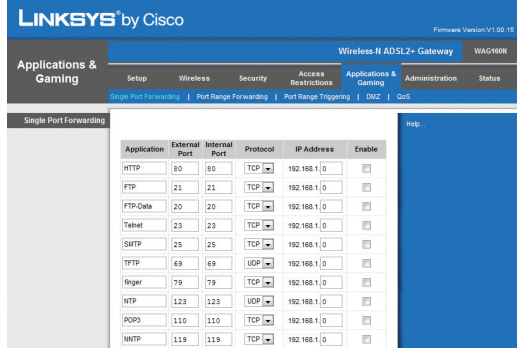 LINKSYS® by Cisco
Firmware Version:V1.00.15
Wireless-N ADSL2+ Gateway WAG160N
Applications & Gaming
Setup Wireless Security Access Restrictions Applications & Gaming Administration Status
Single Port Forwarding | Port Range Forwarding | Port Range Triggering | DMZ | QoS
Single Port Forwarding
Help...
Application External Port Internal Port Protocol IP Address Enable
HTTP 80 80 TCP 192.168.1. 0
FTP 21 21 TCP 192.168.1. 0
FTP-Data 20 20 TCP 192.168.1. 0
Telnet 23 23 TCP 192.168.1. 0
SMTP 25 25 TCP 192.168.1. 0
TFTP 69 69 UDP 192.168.1. 0
finger 79 79 TCP 192.168.1. 0
NTP 123 123 UDP 192.168.1. 0
POP3 110 110 TCP 192.168.1. 0
NNTP 119 119 TCP 192.168.1. 0